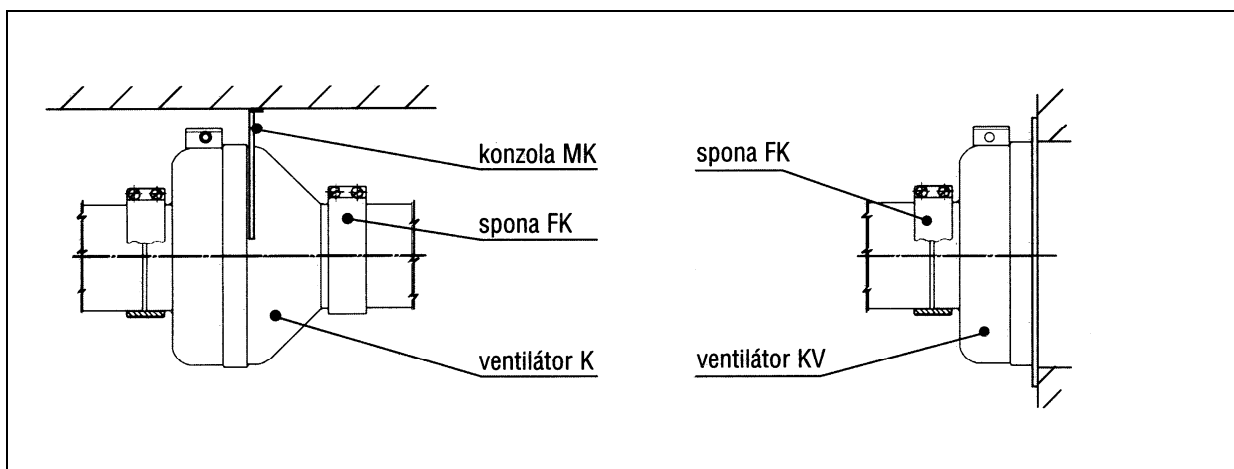 konzola MK
spona FK
ventilátor K
spona FK
ventilátor KV